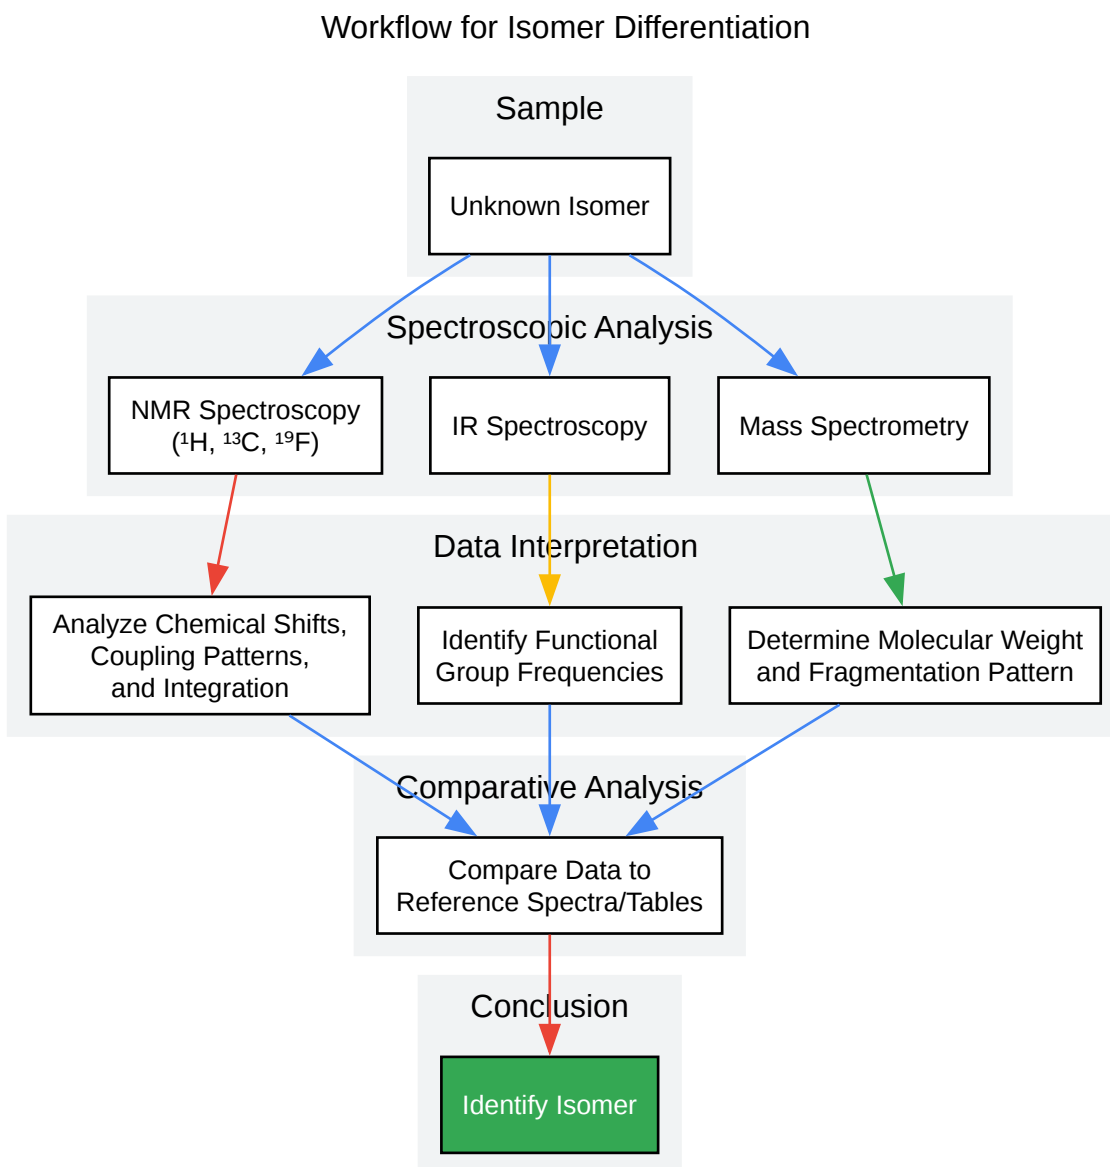 Workflow for Isomer Differentiation
Sample
Unknown Isomer
Spectroscopic Analysis
NMR Spectroscopy
(¹H, ¹³C, ¹⁹F)
IR Spectroscopy
Mass Spectrometry
Data Interpretation
Analyze Chemical Shifts,
Coupling Patterns,
and Integration
Identify Functional
Group Frequencies
Determine Molecular Weight
and Fragmentation Pattern
Comparative Analysis
Compare Data to
Reference Spectra/Tables
Conclusion
Identify Isomer